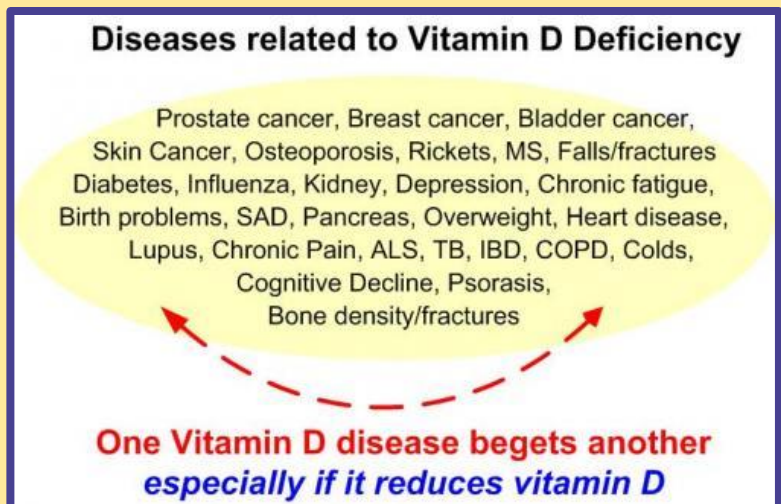 Diseases related to Vitamin D Deficiency
Prostate cancer, Breast cancer, Bladder cancer,
Skin Cancer, Osteoporosis, Rickets, MS, Falls/fractures
Diabetes, Influenza, Kidney, Depression, Chronic fatigue,
Birth problems, SAD, Pancreas, Overweight, Heart disease,
Lupus, Chronic Pain, ALS, TB, IBD, COPD, Colds,
Cognitive Decline, Psorasis,
Bone density/fractures
One Vitamin D disease begets another
especially if it reduces vitamin D